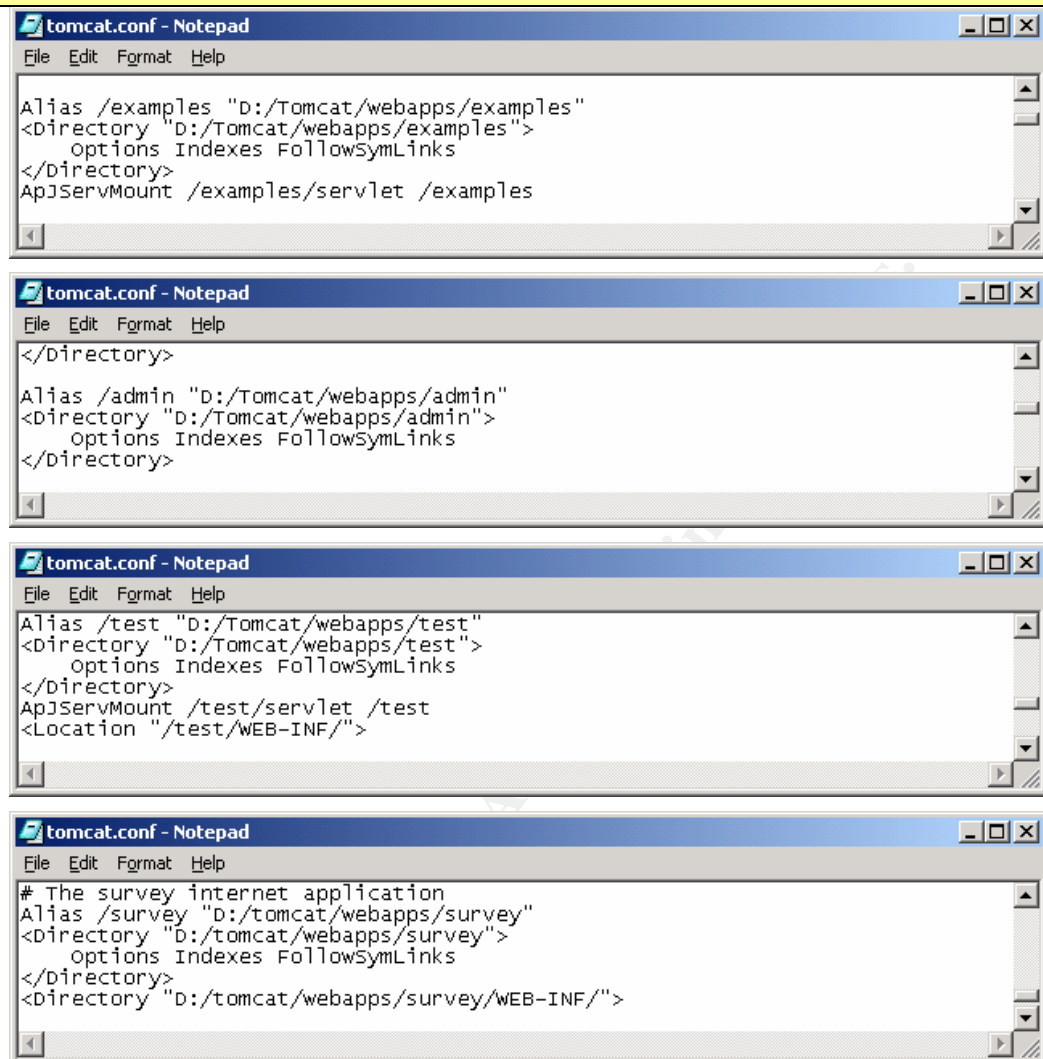 tomcat.conf - Notepad
File Edit Format Help
Alias /examples "D:/Tomcat/webapps/examples"
<Directory "D:/Tomcat/webapps/examples">
    Options Indexes FollowSymLinks
</Directory>
ApJServMount /examples/servlet /examples
tomcat.conf - Notepad
File Edit Format Help
</Directory>
Alias /admin "D:/Tomcat/webapps/admin"
<Directory "D:/Tomcat/webapps/admin">
    Options Indexes FollowSymLinks
</Directory>
tomcat.conf - Notepad
File Edit Format Help
Alias /test "D:/Tomcat/webapps/test"
<Directory "D:/Tomcat/webapps/test">
    Options Indexes FollowSymLinks
</Directory>
ApJServMount /test/servlet /test
<Location "/test/WEB-INF/">
tomcat.conf - Notepad
File Edit Format Help
# The survey internet application
Alias /survey "D:/tomcat/webapps/survey"
<Directory "D:/tomcat/webapps/survey">
    Options Indexes FollowSymLinks
</Directory>
<Directory "D:/tomcat/webapps/survey/WEB-INF/">